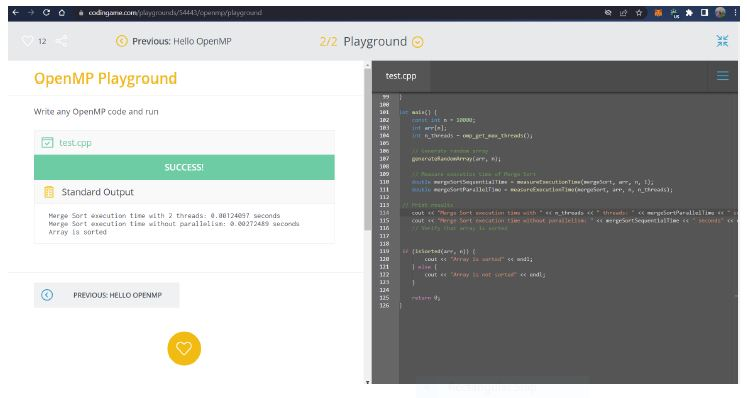 codingame.com/playgrounds/54443/openmp/playground
12
Previous: Hello OpenMP
2/2 Playground
OpenMP Playground
Write any OpenMP code and run
test.cpp
SUCCESS!
Standard Output
Merge Sort execution time with 2 threads: 0.00124097 seconds
Merge Sort execution time without parallelism: 0.00272489 seconds
Array is sorted
PREVIOUS: HELLO OPENMP
test.cpp
99 }
100
101 int main() {
102 const int n = 10000;
103 int arr[n];
104 int n_threads = omp_get_max_threads();
105
106 // Generate random array
107 generateRandomArray(arr, n);
108
109 // Measure execution time of Merge Sort
110 double mergeSortSequentialTime = measureExecutionTime(mergeSort, arr, n, 1);
111 double mergeSortParallelTime = measureExecutionTime(mergeSort, arr, n, n_threads);
112
113 // Print results
114 cout << "Merge Sort execution time with " << n_threads << " threads: " << mergeSortParallelTime << " s
115 cout << "Merge Sort execution time without parallelism: " << mergeSortSequentialTime << " seconds" <<
116 // Verify that array is sorted
117
118
119 if (isSorted(arr, n)) {
120 cout << "Array is sorted" << endl;
121 } else {
122 cout << "Array is not sorted" << endl;
123 }
124
125 return 0;
126 }